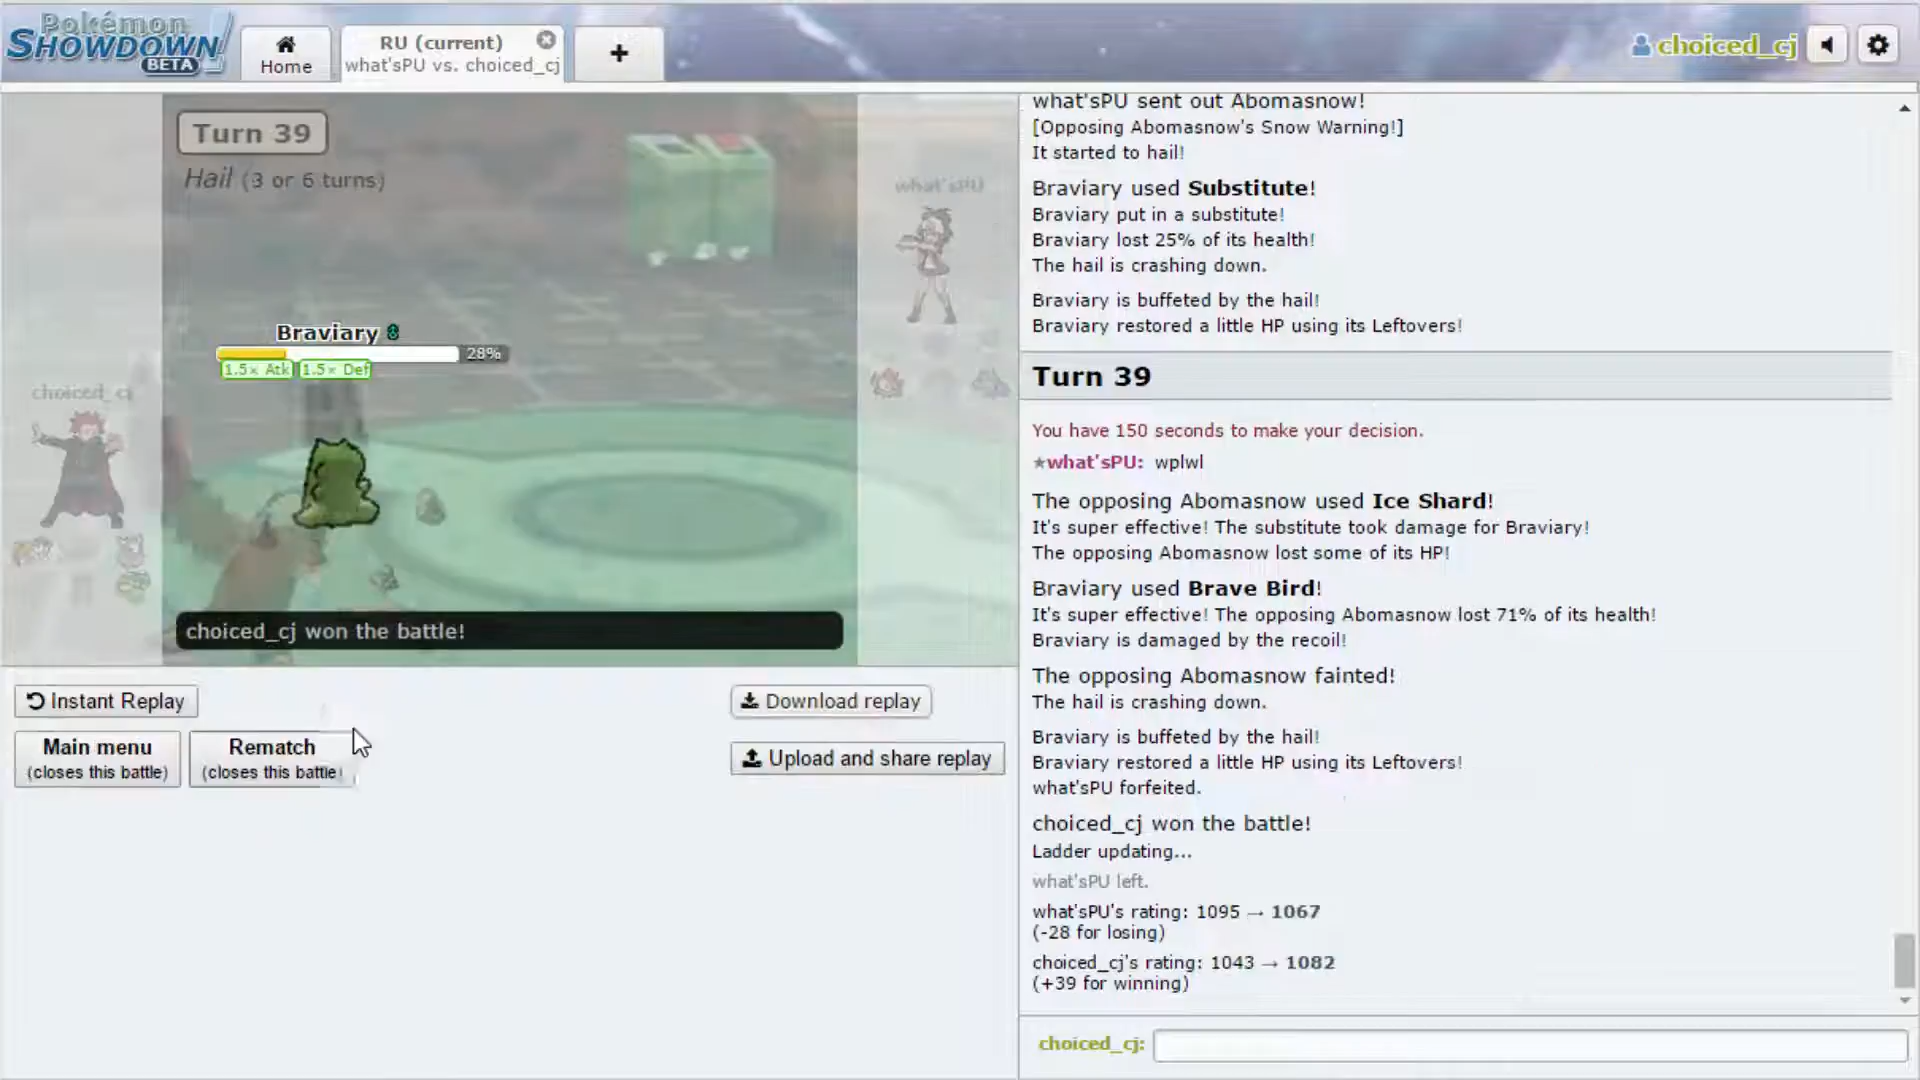 Pokémon
SHOWDOWN
BETA
Home
RU (current)
what'sPU vs. choiced_cj
+
choiced_cj
Turn 39
Hail (3 or 6 turns)
what'sPU
Braviary
28%
1.5× Atk 1.5× Def
choiced_cj
choiced_cj won the battle!
Instant Replay
Download replay
Main menu
(closes this battle)
Rematch
(closes this battle)
Upload and share replay
what'sPU sent out Abomasnow!
[Opposing Abomasnow's Snow Warning!]
It started to hail!
Braviary used Substitute!
Braviary put in a substitute!
Braviary lost 25% of its health!
The hail is crashing down.
Braviary is buffeted by the hail!
Braviary restored a little HP using its Leftovers!
Turn 39
You have 150 seconds to make your decision.
★what'sPU: wplwl
The opposing Abomasnow used Ice Shard!
It's super effective! The substitute took damage for Braviary!
The opposing Abomasnow lost some of its HP!
Braviary used Brave Bird!
It's super effective! The opposing Abomasnow lost 71% of its health!
Braviary is damaged by the recoil!
The opposing Abomasnow fainted!
The hail is crashing down.
Braviary is buffeted by the hail!
Braviary restored a little HP using its Leftovers!
what'sPU forfeited.
choiced_cj won the battle!
Ladder updating...
what'sPU left.
what'sPU's rating: 1095 → 1067
(-28 for losing)
choiced_cj's rating: 1043 → 1082
(+39 for winning)
choiced_cj: